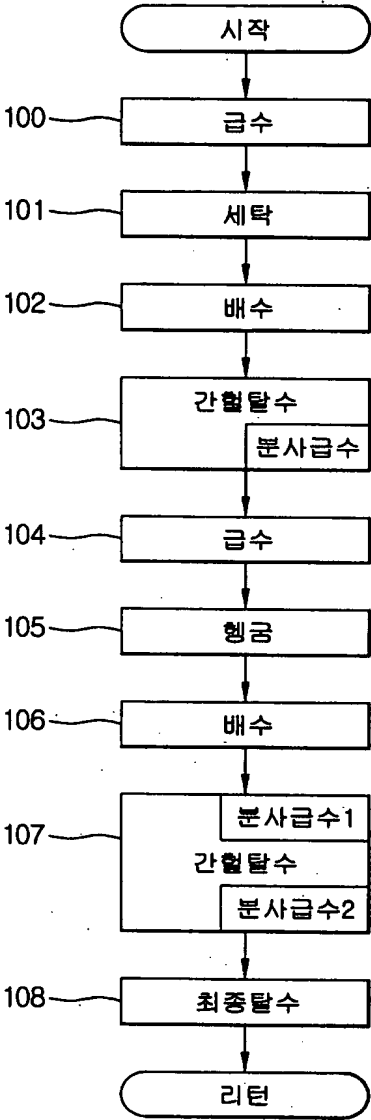 시작
100
급수
101
세탁
102
배수
103
간헐탈수
분사급수
104
급수
105
헹굼
106
배수
107
분사급수1
간헐탈수
분사급수2
108
최종탈수
리턴